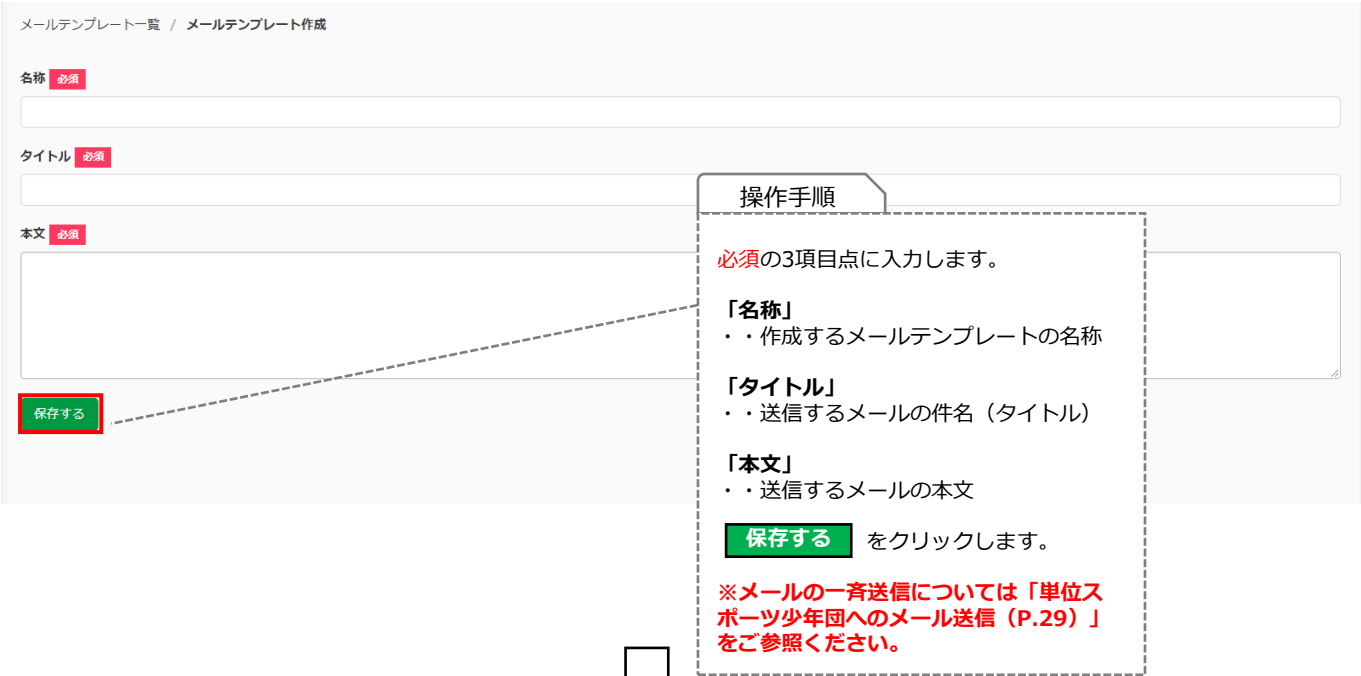 メールテンプレート一覧 / メールテンプレート作成
名称 必須
タイトル 必須
本文 必須
保存する
操作手順
必須の3項目点に入力します。
「名称」
・・作成するメールテンプレートの名称
「タイトル」
・・送信するメールの件名（タイトル）
「本文」
・・送信するメールの本文
保存する をクリックします。
※メールの一斉送信については「単位ス
ポーツ少年団へのメール送信（P.29）」
をご参照ください。